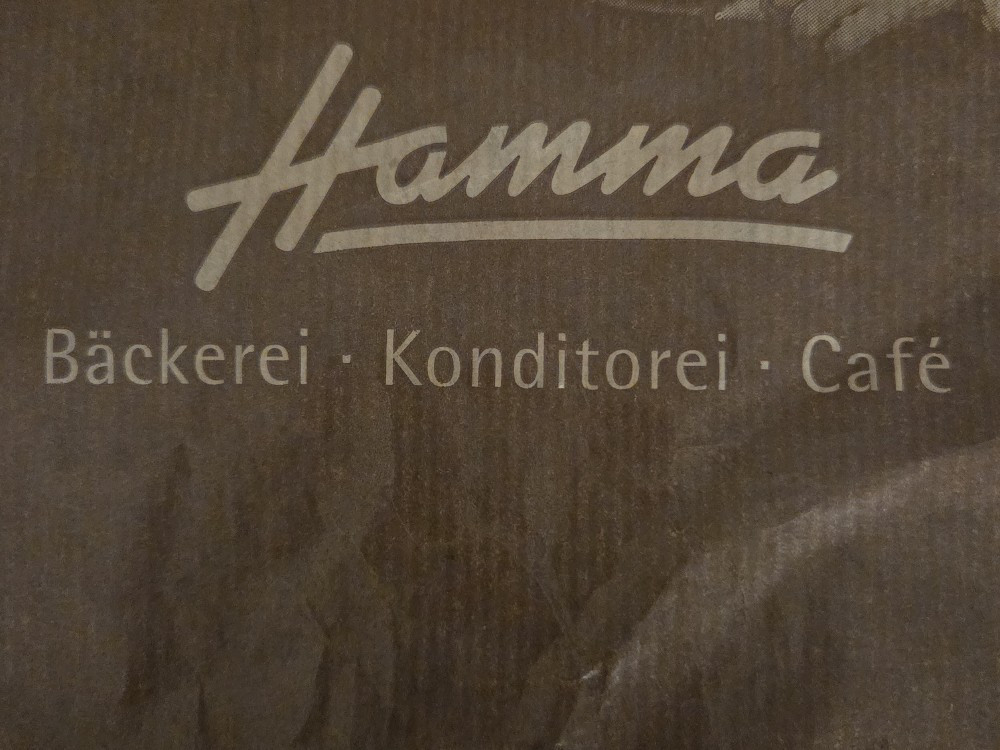 Hamma
Bäckerei · Konditorei · Café